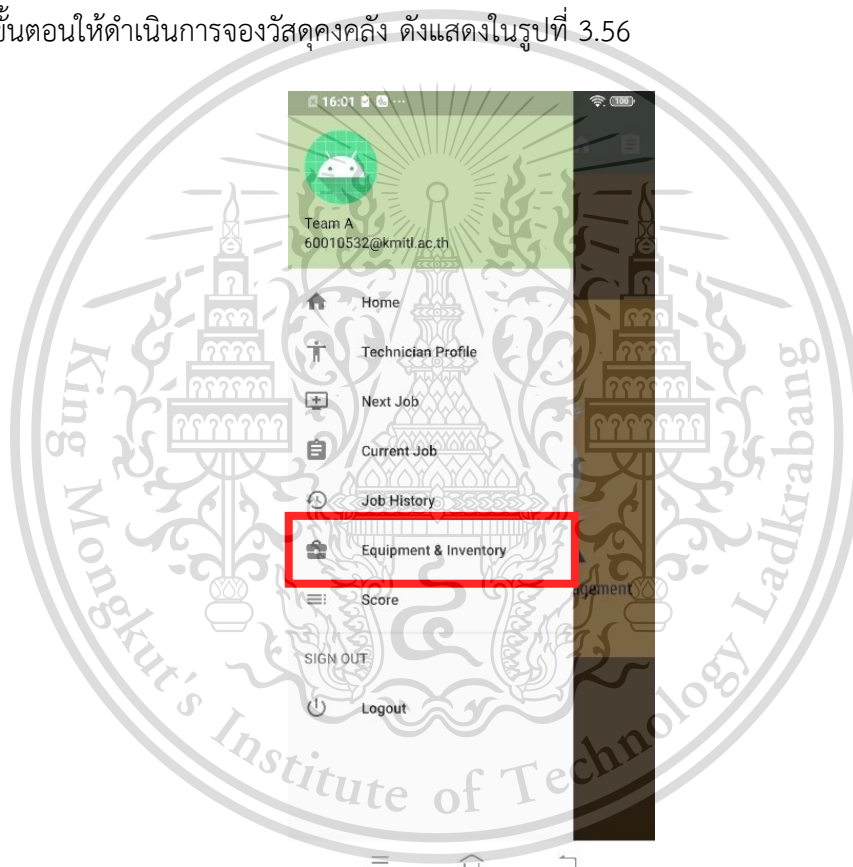 ขั้นตอนให้ดำเนินการจองวัสดุคงคลัง ดังแสดงในรูปที่ 3.56
16:01
100
Team A
60010532@kmitl.ac.th
Home
Technician Profile
Next Job
Current Job
Job History
Equipment & Inventory
Score
SIGN OUT
Logout
King Mongkut's Institute of Technology Ladkrabang